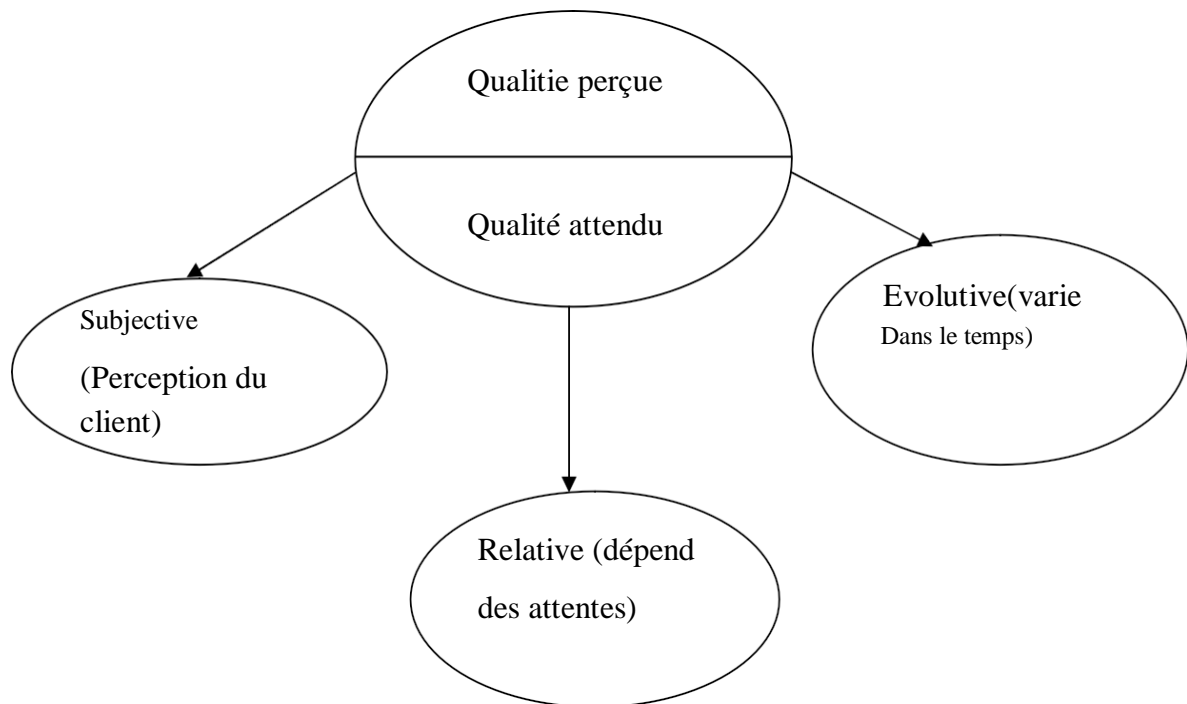 Qualitie perçue
Qualité attendu
Subjective
(Perception du
client)
Evolutive(varie
Dans le temps)
Relative (dépend
des attentes)